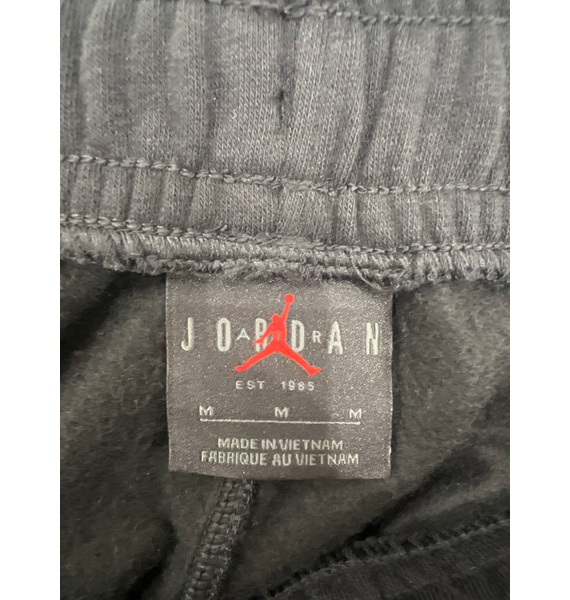 JORDAN
AIR
EST. 1985
M M M
MADE IN VIETNAM
FABRIQUE AU VIETNAM